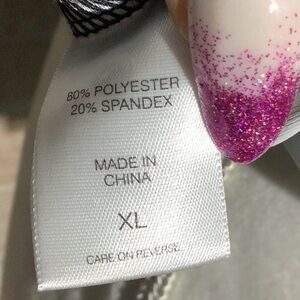 80% POLYESTER
20% SPANDEX
MADE IN
CHINA
XL
CARE ON REVERSE